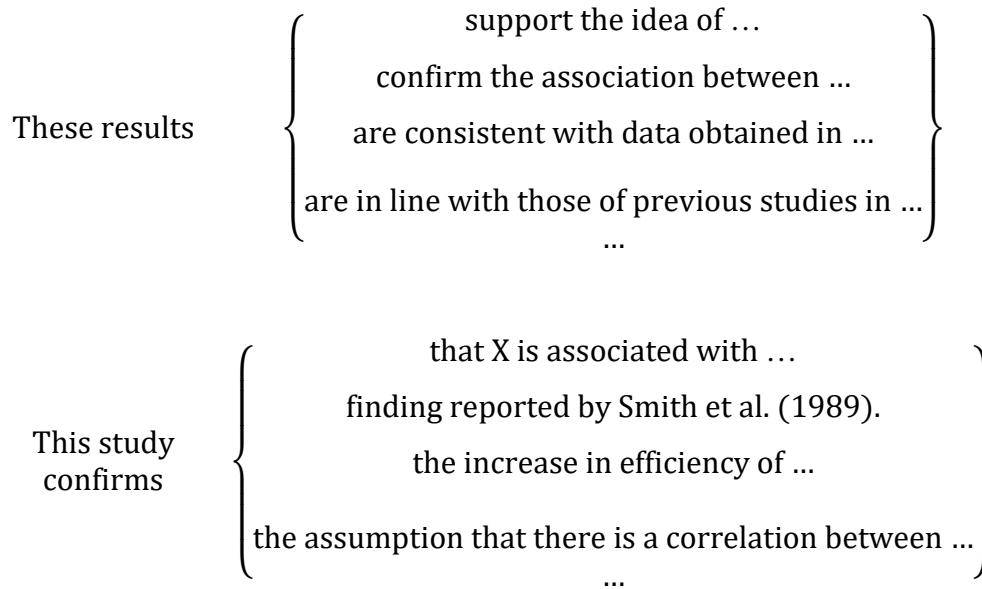 support the idea of …
confirm the association between …
These results
are consistent with data obtained in …
are in line with those of previous studies in …
…
that X is associated with …
finding reported by Smith et al. (1989).
This study
confirms
the increase in efficiency of …
the assumption that there is a correlation between …
…